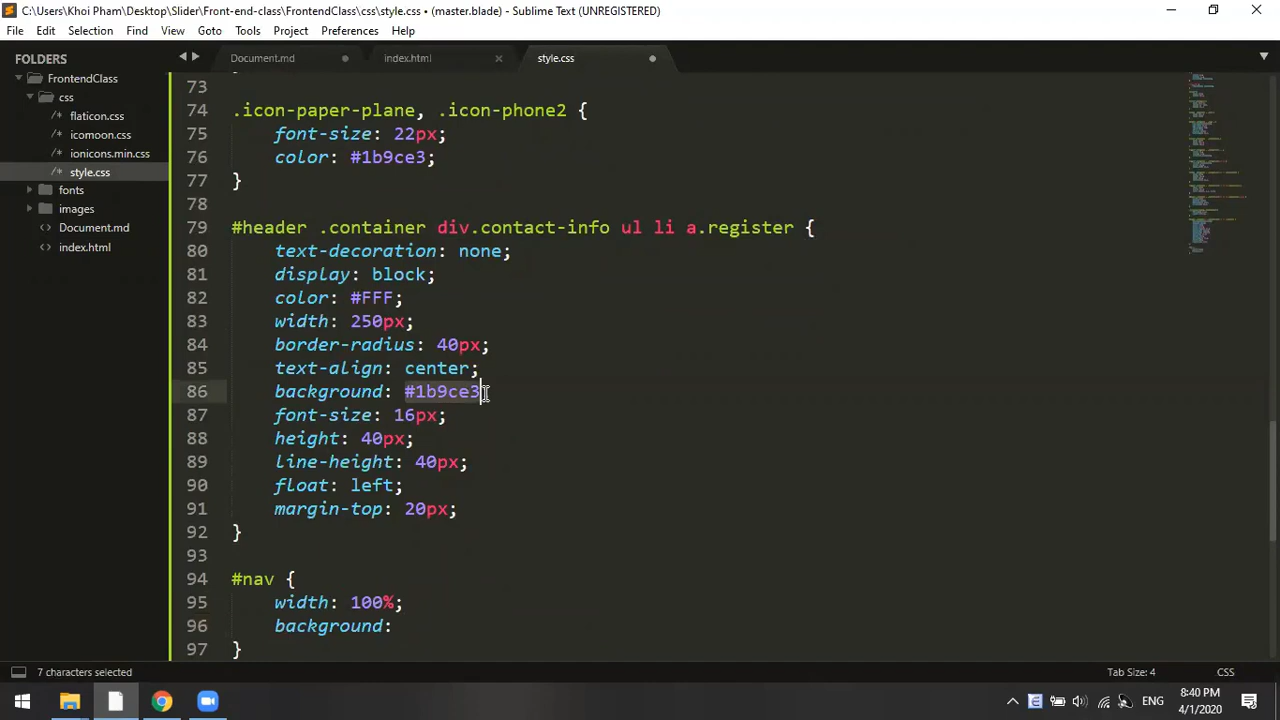 C:\Users\Khoi Pham\Desktop\Slider\Front-end-class\FrontendClass\css\style.css • (master.blade) - Sublime Text (UNREGISTERED)
File Edit Selection Find View Goto Tools Project Preferences Help
FOLDERS
FrontendClass
css
/* flaticon.css
/* icomoon.css
/* ionicons.min.css
/* style.css
fonts
images
<> Document.md
<> index.html
Document.md index.html style.css
73
74 .icon-paper-plane, .icon-phone2 {
75 font-size: 22px;
76 color: #1b9ce3;
77 }
78
79 #header .container div.contact-info ul li a.register {
80 text-decoration: none;
81 display: block;
82 color: #FFF;
83 width: 250px;
84 border-radius: 40px;
85 text-align: center;
86 background: #1b9ce3
87 font-size: 16px;
88 height: 40px;
89 line-height: 40px;
90 float: left;
91 margin-top: 20px;
92 }
93
94 #nav {
95 width: 100%;
96 background:
97 }
7 characters selected
Tab Size: 4
CSS
ENG
8:40 PM
4/1/2020